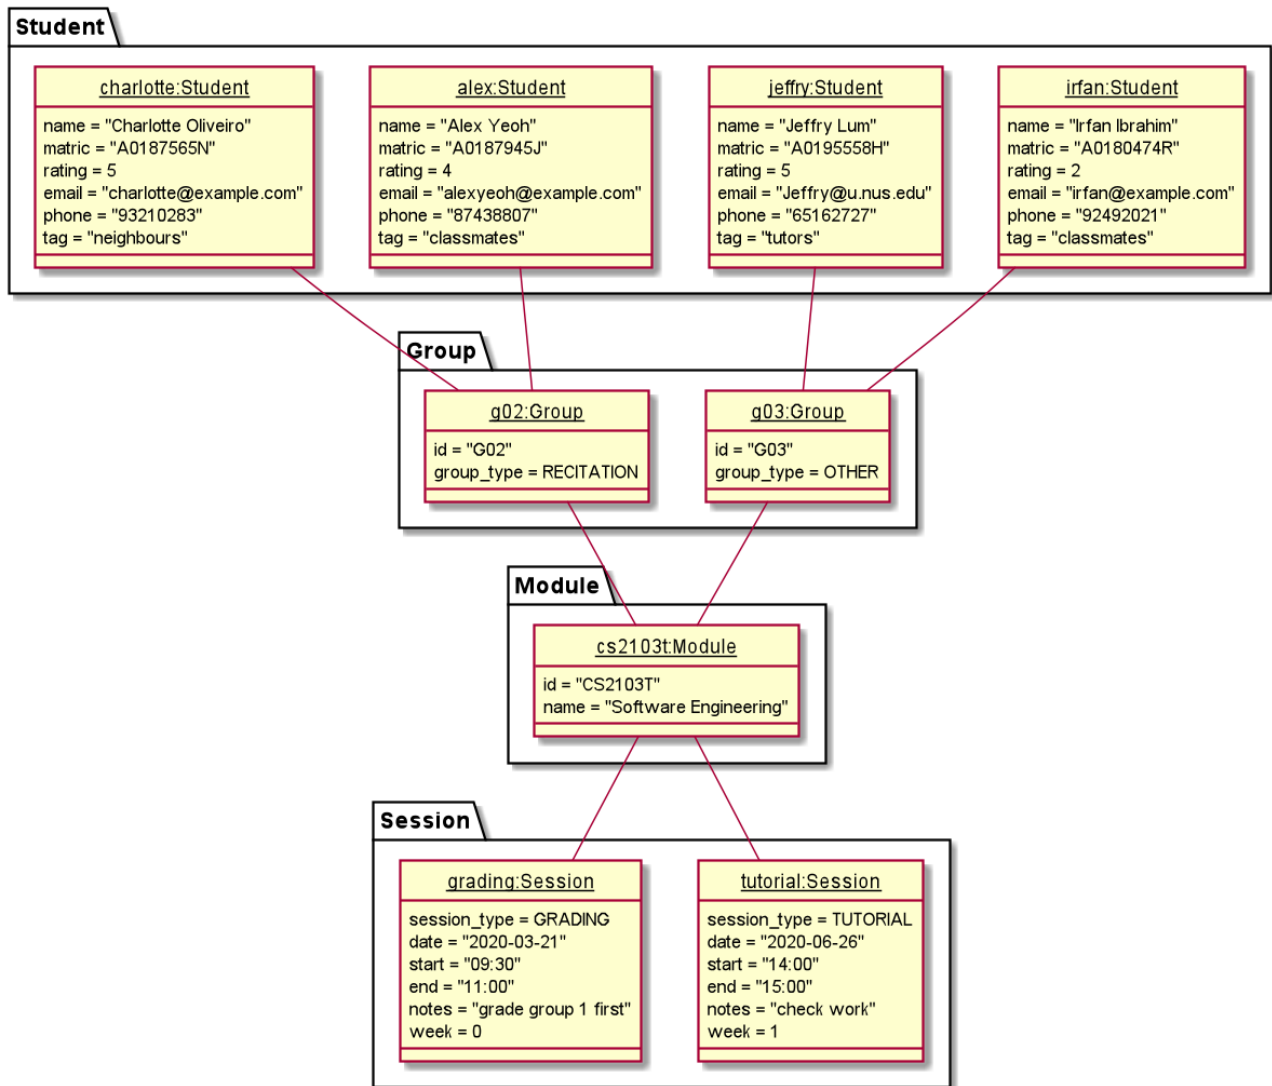 Student
charlotte:Student
name = "Charlotte Oliveiro"
matric = "A0187565N"
rating = 5
email = "charlotte@example.com"
phone = "93210283"
tag = "neighbours"
alex:Student
name = "Alex Yeoh"
matric = "A0187945J"
rating = 4
email = "alexyeoh@example.com"
phone = "87438807"
tag = "classmates"
jeffry:Student
name = "Jeffry Lum"
matric = "A0195558H"
rating = 5
email = "Jeffry@u.nus.edu"
phone = "65162727"
tag = "tutors"
irfan:Student
name = "Irfan Ibrahim"
matric = "A0180474R"
rating = 2
email = "irfan@example.com"
phone = "92492021"
tag = "classmates"
Group
g02:Group
id = "G02"
group_type = RECITATION
g03:Group
id = "G03"
group_type = OTHER
Module
cs2103t:Module
id = "CS2103T"
name = "Software Engineering"
Session
grading:Session
session_type = GRADING
date = "2020-03-21"
start = "09:30"
end = "11:00"
notes = "grade group 1 first"
week = 0
tutorial:Session
session_type = TUTORIAL
date = "2020-06-26"
start = "14:00"
end = "15:00"
notes = "check work"
week = 1